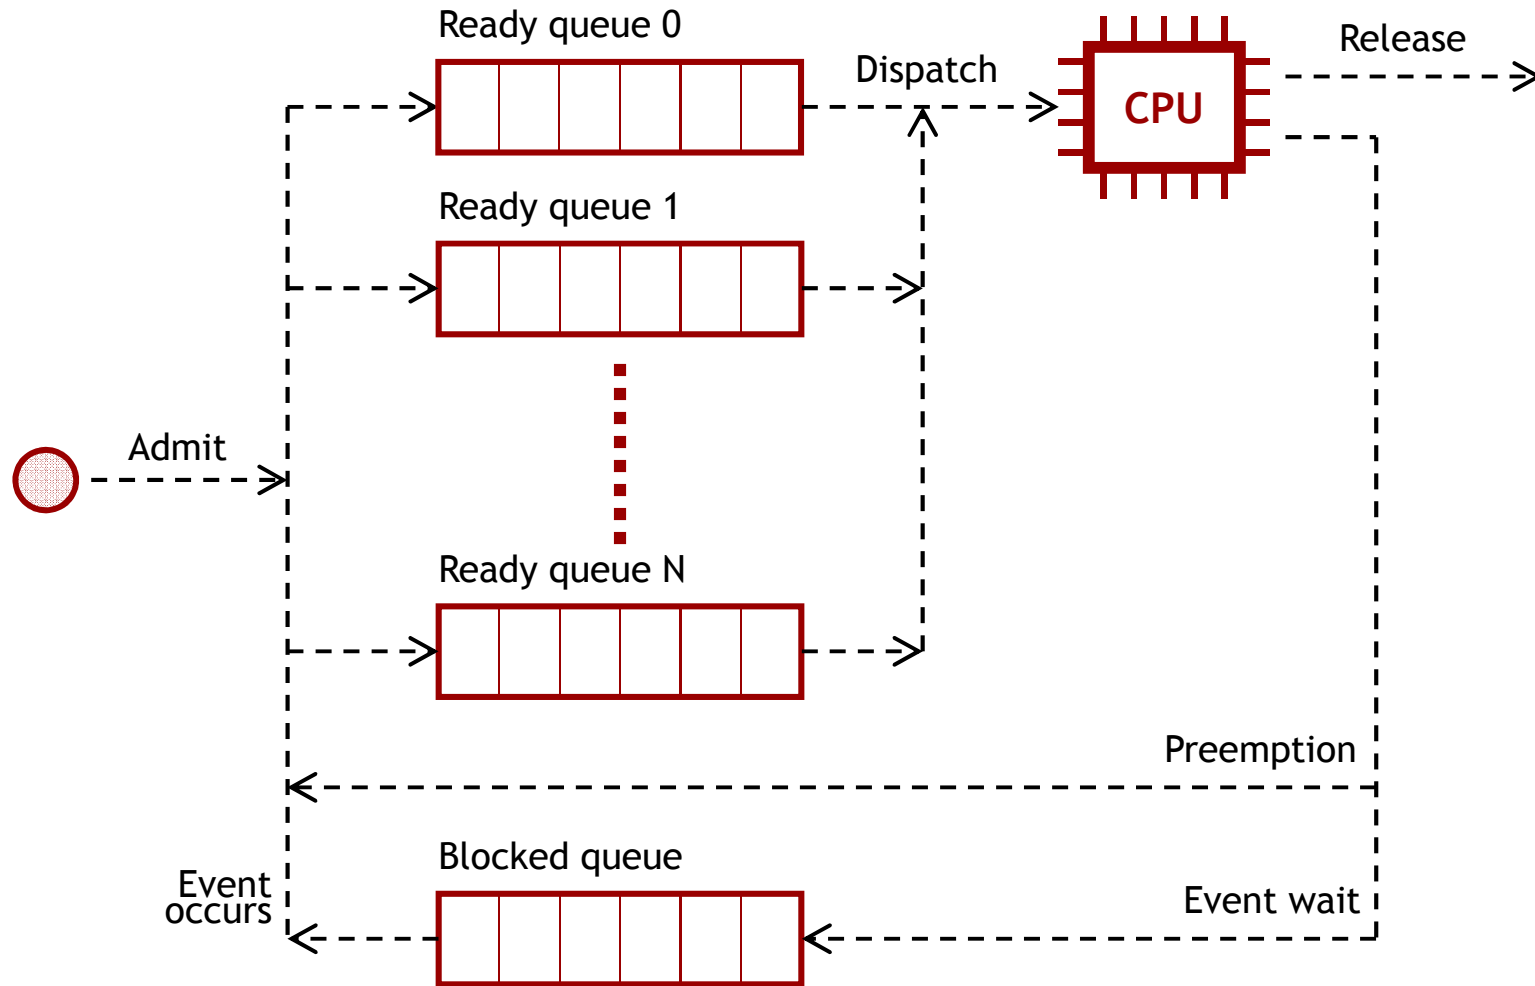 Ready queue 0
Release
Dispatch
CPU
Ready queue 1
Admit
Ready queue N
Preemption
Blocked queue
Event
occurs
Event wait